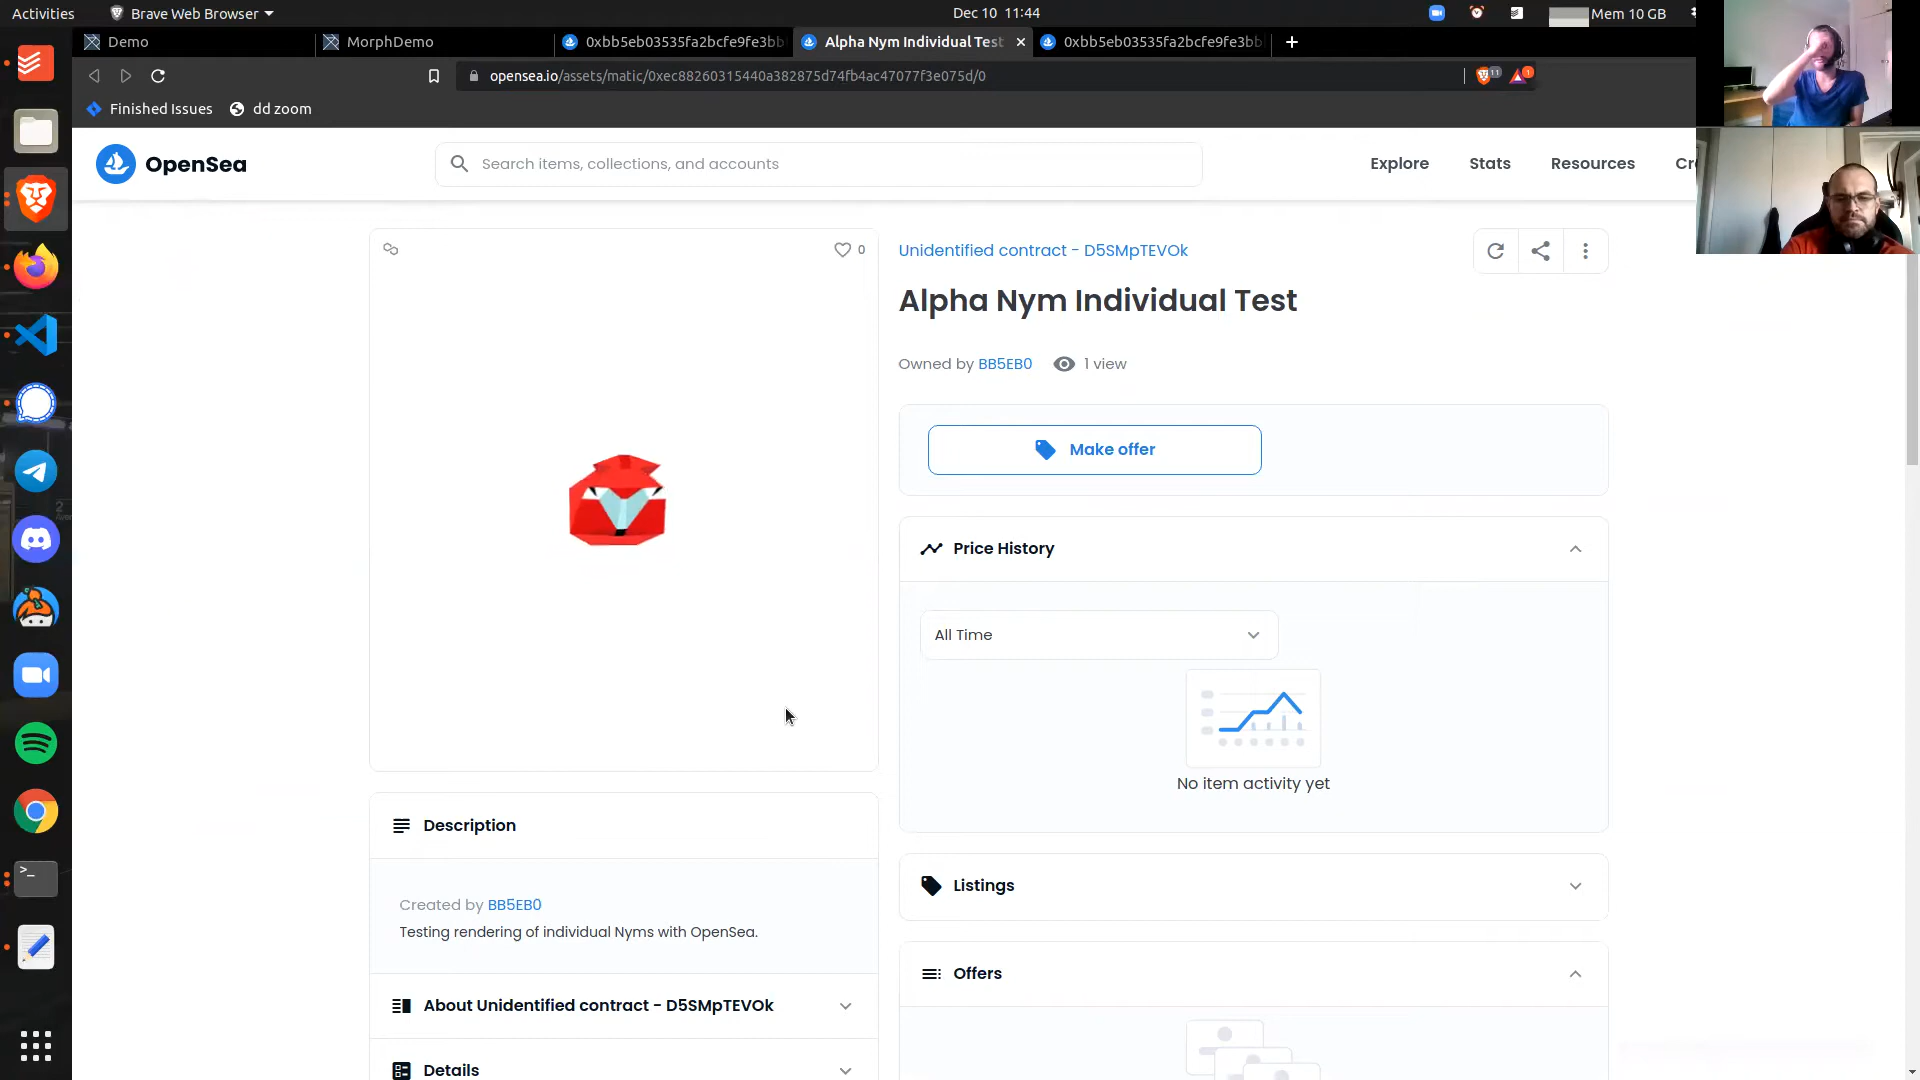 Activities
Brave Web Browser
Dec 10 11:44
Mem 10 GB
Demo
MorphDemo
0xbb5eb03535fa2bcfe9fe3bb
Alpha Nym Individual Test
0xbb5eb03535fa2bcfe9fe3bb
opensea.io/assets/matic/0xec88260315440a382875d74fb4ac47077f3e075d/0
11
1
Finished Issues
dd zoom
OpenSea
Search items, collections, and accounts
Explore
Stats
Resources
Cr
0
Unidentified contract - D5SMpTEVOk
Alpha Nym Individual Test
Owned by BB5EB0
1 view
Make offer
Price History
All Time
No item activity yet
Description
Created by BB5EB0
Testing rendering of individual Nyms with OpenSea.
About Unidentified contract - D5SMpTEVOk
Details
Listings
Offers